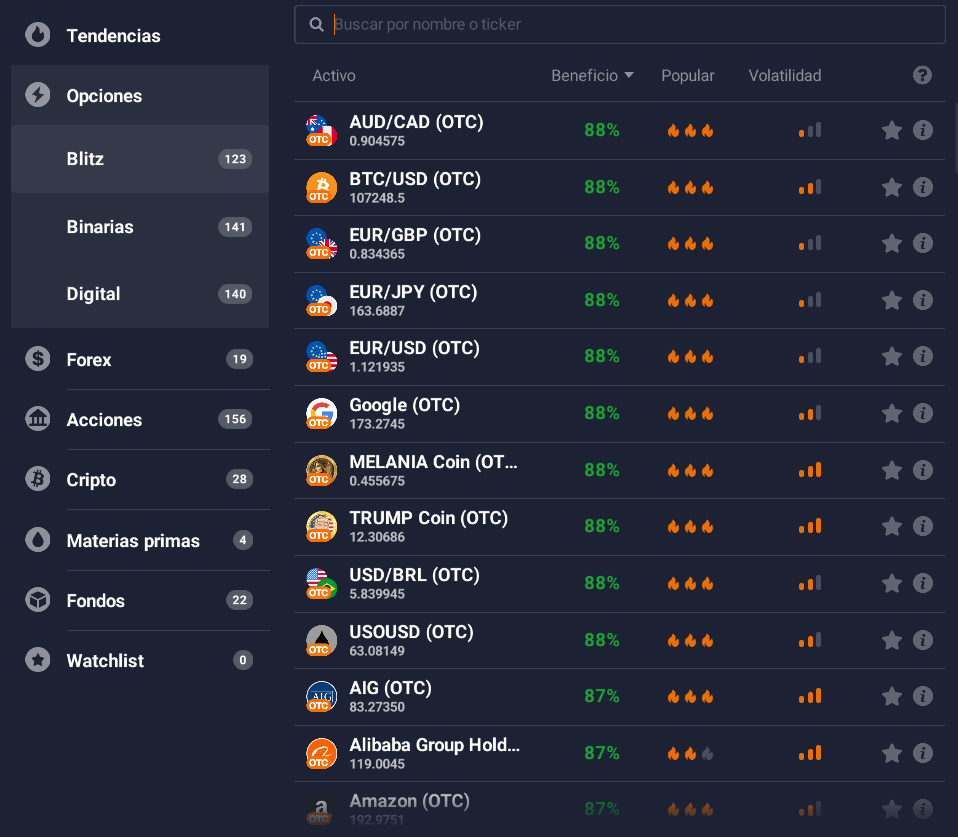 Tendencias
Opciones
Blitz 123
Binarias 141
Digital 140
Forex 19
Acciones 156
Cripto 28
Materias primas 4
Fondos 22
Watchlist 0
Buscar por nombre o ticker
Activo Beneficio Popular Volatilidad ?
OTC AUD/CAD (OTC) 88%
0.904575
OTC BTC/USD (OTC) 88%
107248.5
OTC EUR/GBP (OTC) 88%
0.834365
OTC EUR/JPY (OTC) 88%
163.6887
OTC EUR/USD (OTC) 88%
1.121935
OTC Google (OTC) 88%
173.2745
OTC MELANIA Coin (OT... 88%
0.455675
OTC TRUMP Coin (OTC) 88%
12.30686
OTC USD/BRL (OTC) 88%
5.839945
OTC USOUSD (OTC) 88%
63.08149
AIG OTC AIG (OTC) 87%
83.27350
OTC Alibaba Group Hold... 87%
119.0045
a OTC Amazon (OTC) 87%
192.9751